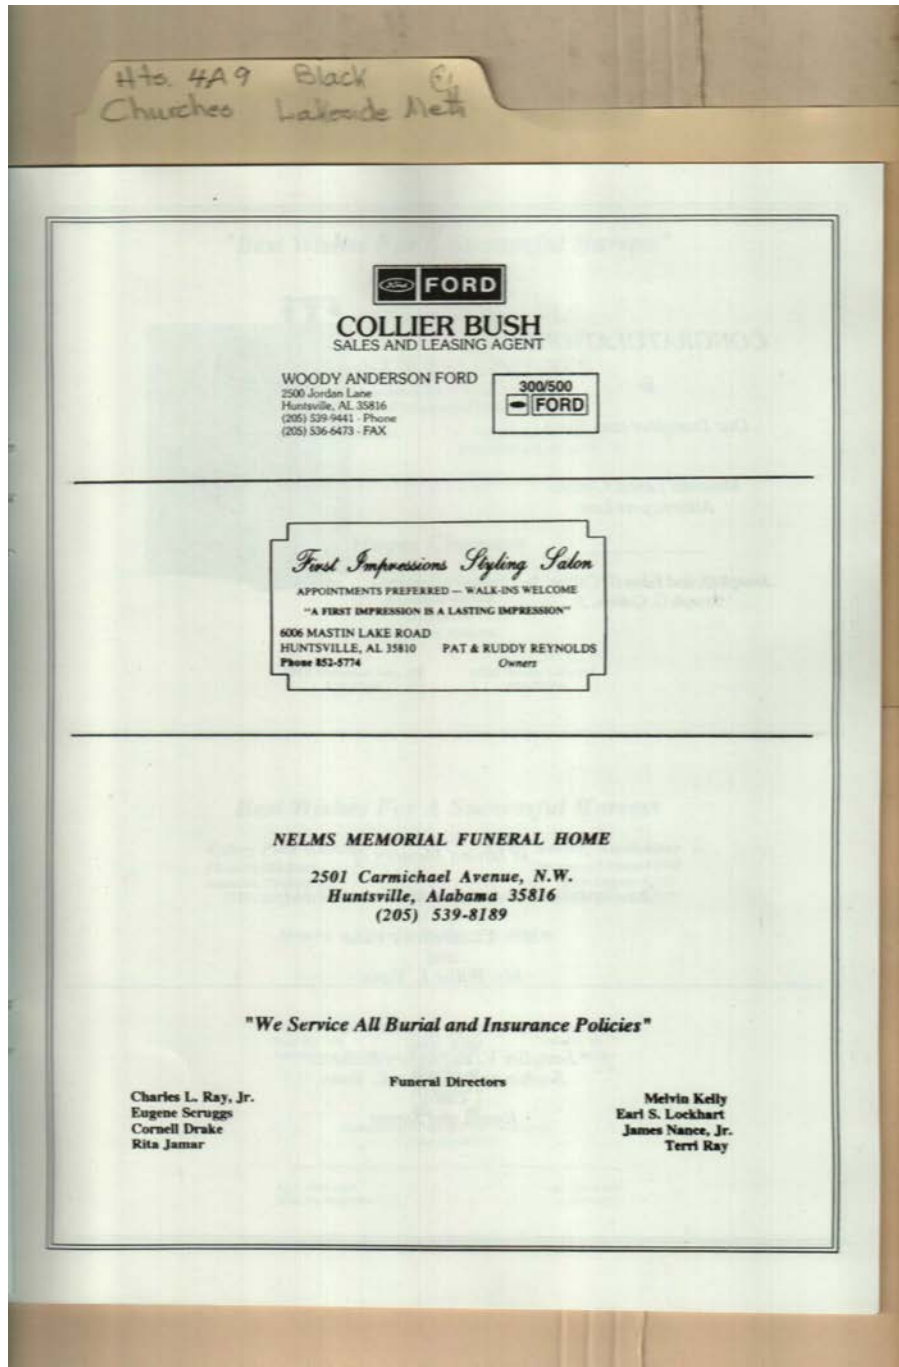 Hts. 4A9 Black
Churches Lakeside Meth
Ford FORD
COLLIER BUSH
SALES AND LEASING AGENT
WOODY ANDERSON FORD
2500 Jordan Lane
Huntsville, AL 35816
(205) 539-9441 - Phone
(205) 536-6473 - FAX
300/500
FORD
First Impressions Styling Salon
APPOINTMENTS PREFERRED — WALK-INS WELCOME
"A FIRST IMPRESSION IS A LASTING IMPRESSION"
6006 MASTIN LAKE ROAD
HUNTSVILLE, AL 35810 PAT & RUDDY REYNOLDS
Phone 852-5774 Owners
NELMS MEMORIAL FUNERAL HOME
2501 Carmichael Avenue, N.W.
Huntsville, Alabama 35816
(205) 539-8189
"We Service All Burial and Insurance Policies"
Funeral Directors
Charles L. Ray, Jr. Melvin Kelly
Eugene Scruggs Earl S. Lockhart
Cornell Drake James Nance, Jr.
Rita Jamar Terri Ray